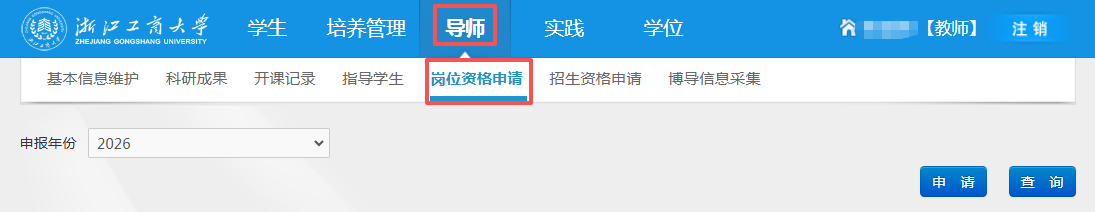 浙江工商大学 学生 培养管理 导师 实践 学位 【教师】 注 销
ZHEJIANG GONGSHANG UNIVERSITY
基本信息维护 科研成果 开课记录 指导学生 岗位资格申请 招生资格申请 博导信息采集
申报年份 2026
申 请 查 询